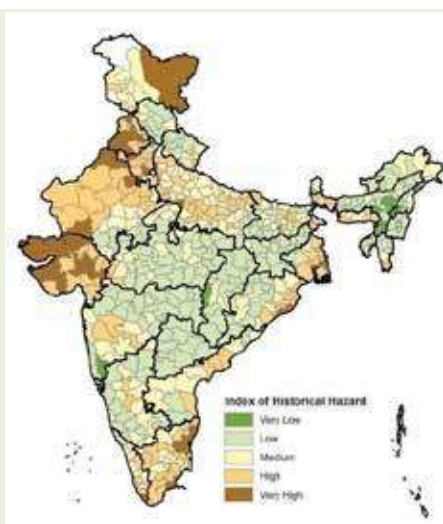 Index of Historical Hazard
Very Low
Low
Medium
High
Very High